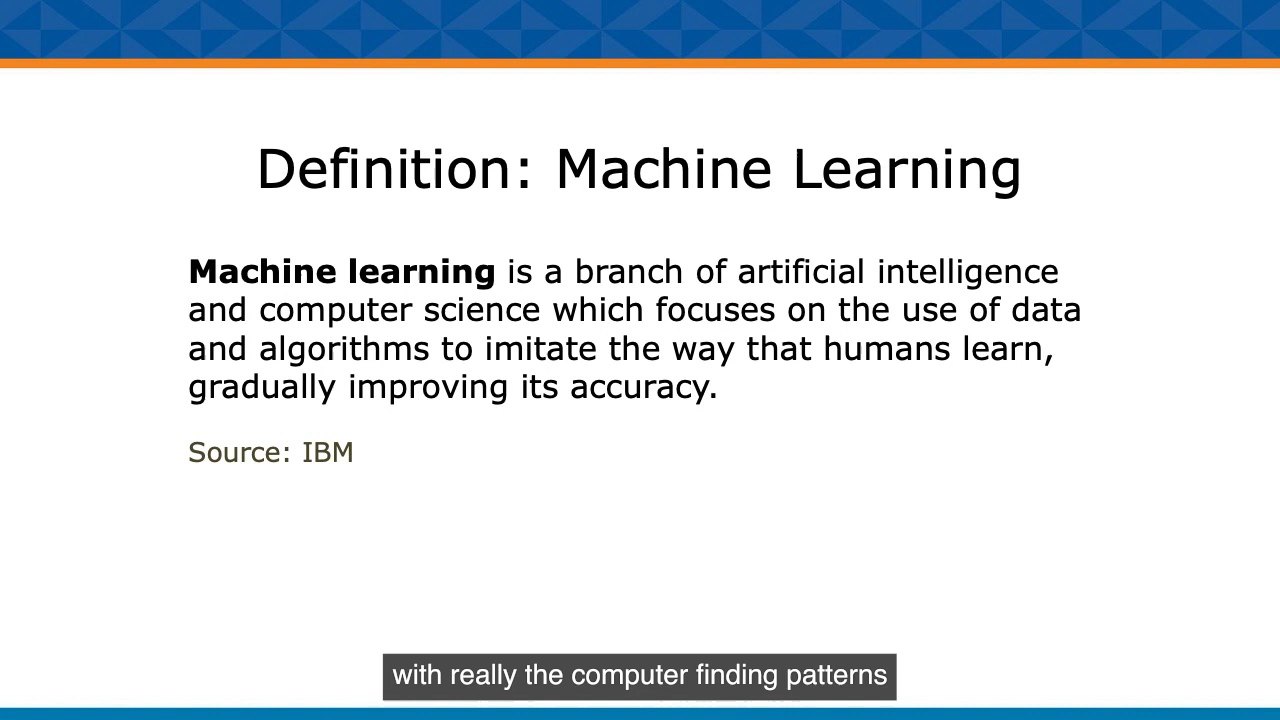 Definition: Machine Learning
Machine learning is a branch of artificial intelligence
and computer science which focuses on the use of data
and algorithms to imitate the way that humans learn,
gradually improving its accuracy.
Source: IBM
with really the computer finding patterns